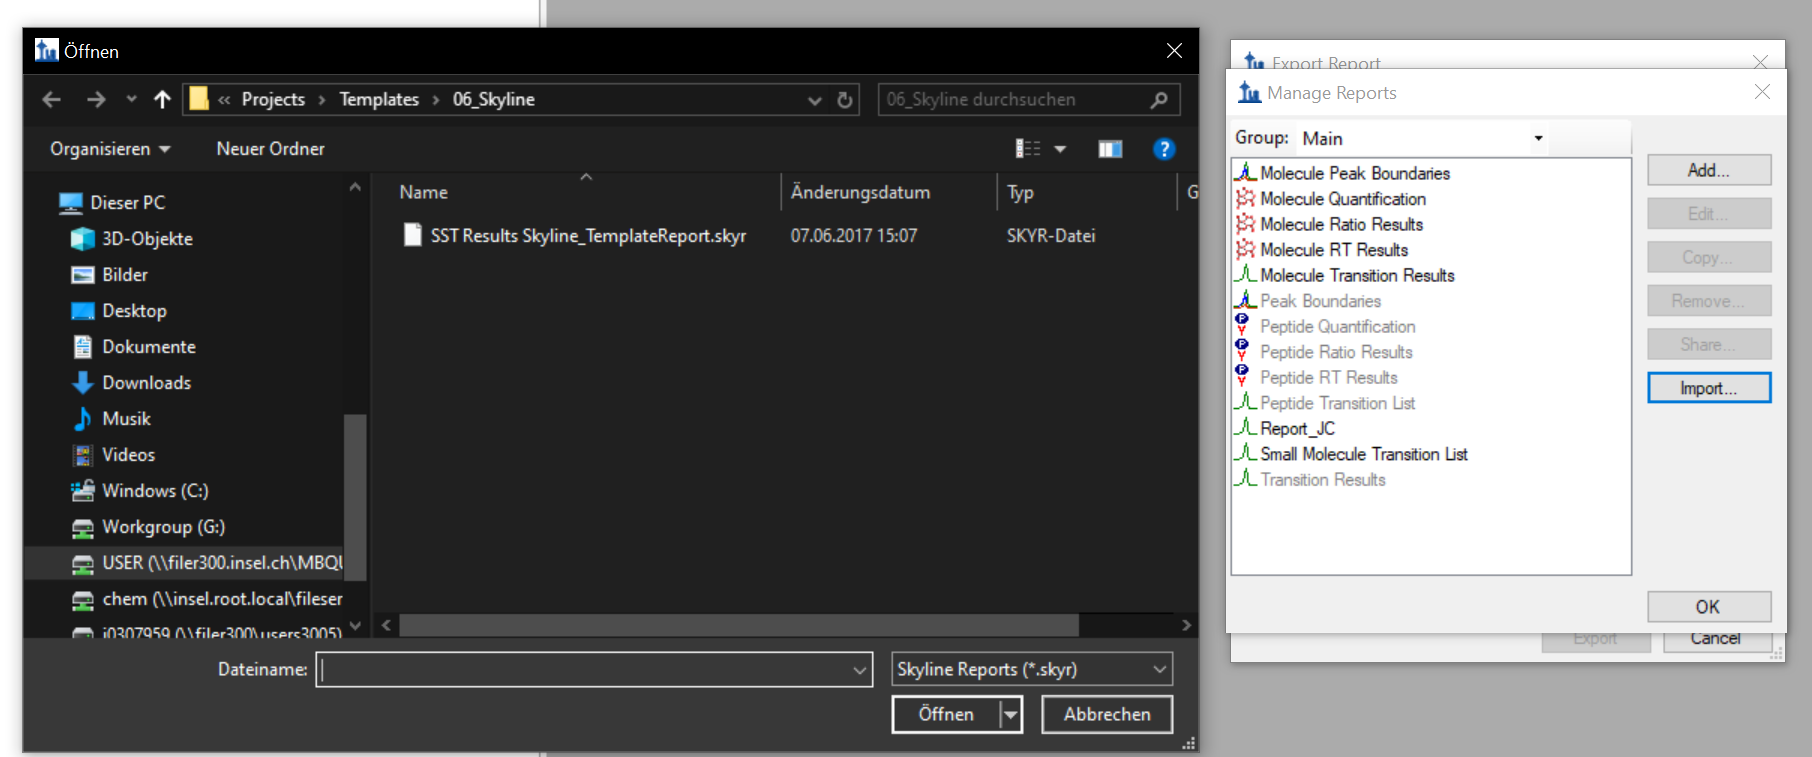 Öffnen
« Projects › Templates › 06_Skyline
06_Skyline durchsuchen
Organisieren
Neuer Ordner
Dieser PC
3D-Objekte
Bilder
Desktop
Dokumente
Downloads
Musik
Videos
Windows (C:)
Workgroup (G:)
USER (\\filer300.insel.ch\MBQU
chem (\\insel.root.local\fileser
i0307959 (\\filer300\users3005)
Name Änderungsdatum Typ G
SST Results Skyline_TemplateReport.skyr 07.06.2017 15:07 SKYR-Datei
Dateiname:
Skyline Reports (*.skyr)
Öffnen
Abbrechen
Export Report
Manage Reports
Group: Main
Molecule Peak Boundaries
Molecule Quantification
Molecule Ratio Results
Molecule RT Results
Molecule Transition Results
Peak Boundaries
Peptide Quantification
Peptide Ratio Results
Peptide RT Results
Peptide Transition List
Report_JC
Small Molecule Transition List
Transition Results
Add...
Edit...
Copy...
Remove...
Share...
Import...
OK
Export
Cancel